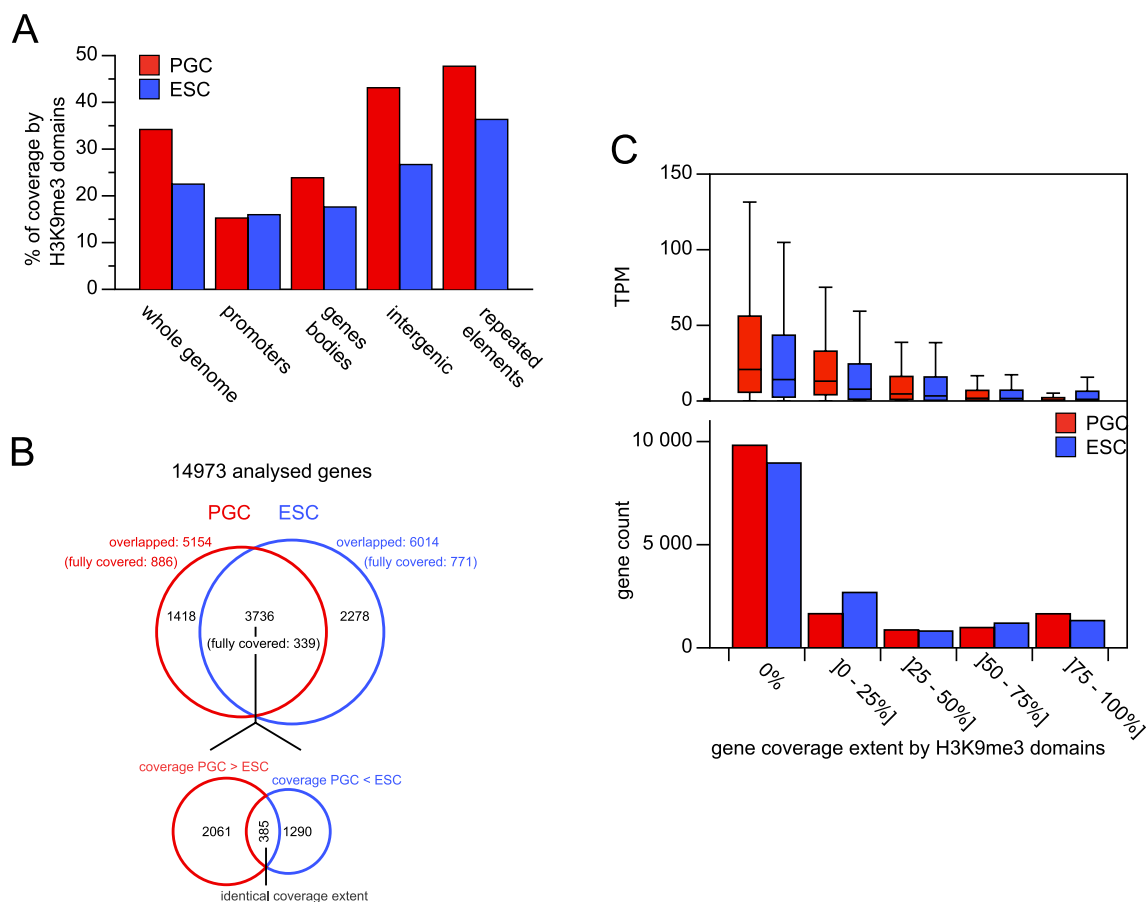 A
% of coverage by
H3K9me3 domains
50
40
30
20
10
0
PGC
ESC
whole genome
promoters
genes
bodies
intergenic
repeated
elements
B
14973 analysed genes
PGC
ESC
overlapped: 5154
(fully covered: 886)
overlapped: 6014
(fully covered: 771)
1418
3736
2278
(fully covered: 339)
coverage PGC > ESC
coverage PGC < ESC
2061
385
1290
identical coverage extent
C
TPM
150
100
50
0
PGC
ESC
gene count
10 000
5 000
0
0%
]0 - 25%]
]25 - 50%]
]50 - 75%]
]75 - 100%]
gene coverage extent by H3K9me3 domains